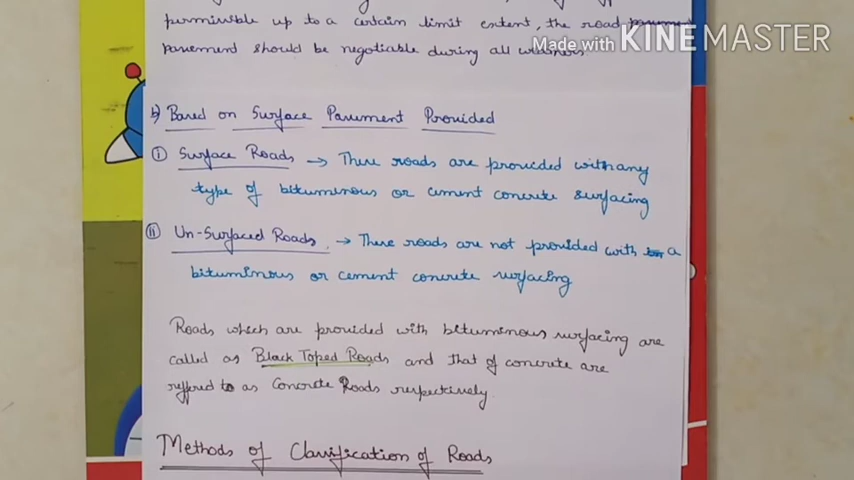 permissible up to a certain limit extent, the road pavement
pavement should be negotiable during all weathers
Made with KINEMASTER
b) Based on Surface Pavement Provided
i) Surface Roads → These roads are provided with any
type of bituminous or cement concrete surfacing
ii) Un-Surfaced Roads. → These roads are not provided with a
bituminous or cement concrete surfacing
Roads which are provided with bituminous surfacing are
called as Black Toped Roads and that of concrete are
reffred to as Concrete Roads respectively.
Methods of Classification of Roads